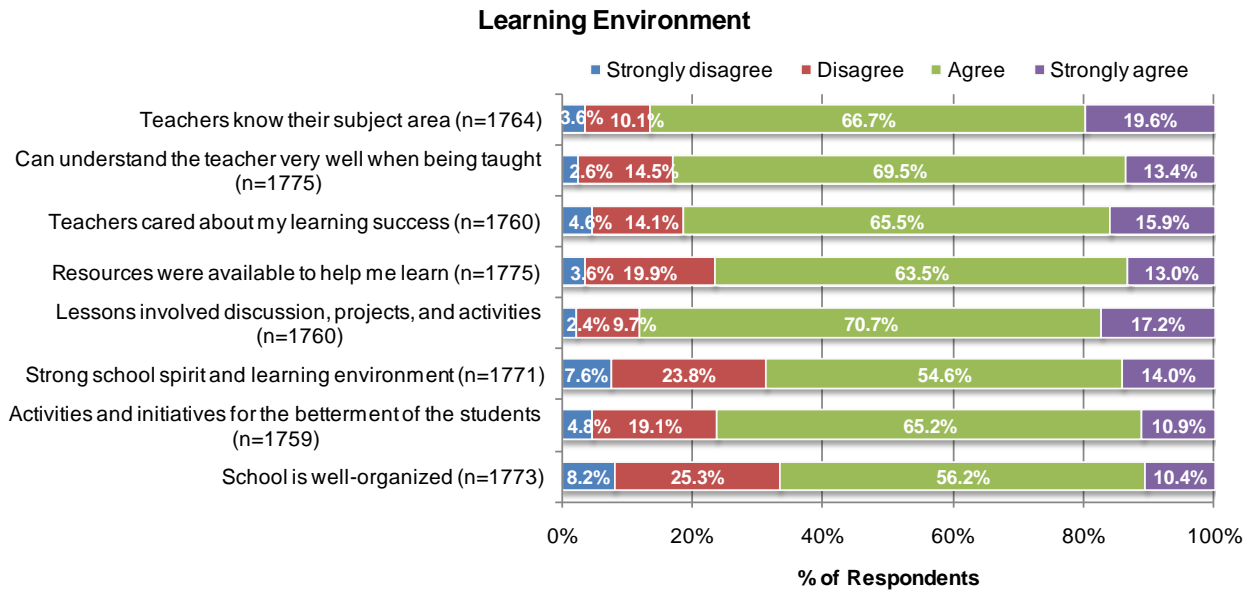 Learning Environment
Strongly disagree Disagree Agree Strongly agree
Teachers know their subject area (n=1764) 3.6% 10.1% 66.7% 19.6%
Can understand the teacher very well when being taught
(n=1775) 2.6% 14.5% 69.5% 13.4%
Teachers cared about my learning success (n=1760) 4.6% 14.1% 65.5% 15.9%
Resources were available to help me learn (n=1775) 3.6% 19.9% 63.5% 13.0%
Lessons involved discussion, projects, and activities
(n=1760) 2.4% 9.7% 70.7% 17.2%
Strong school spirit and learning environment (n=1771) 7.6% 23.8% 54.6% 14.0%
Activities and initiatives for the betterment of the students
(n=1759) 4.8% 19.1% 65.2% 10.9%
School is well-organized (n=1773) 8.2% 25.3% 56.2% 10.4%
0% 20% 40% 60% 80% 100%
% of Respondents